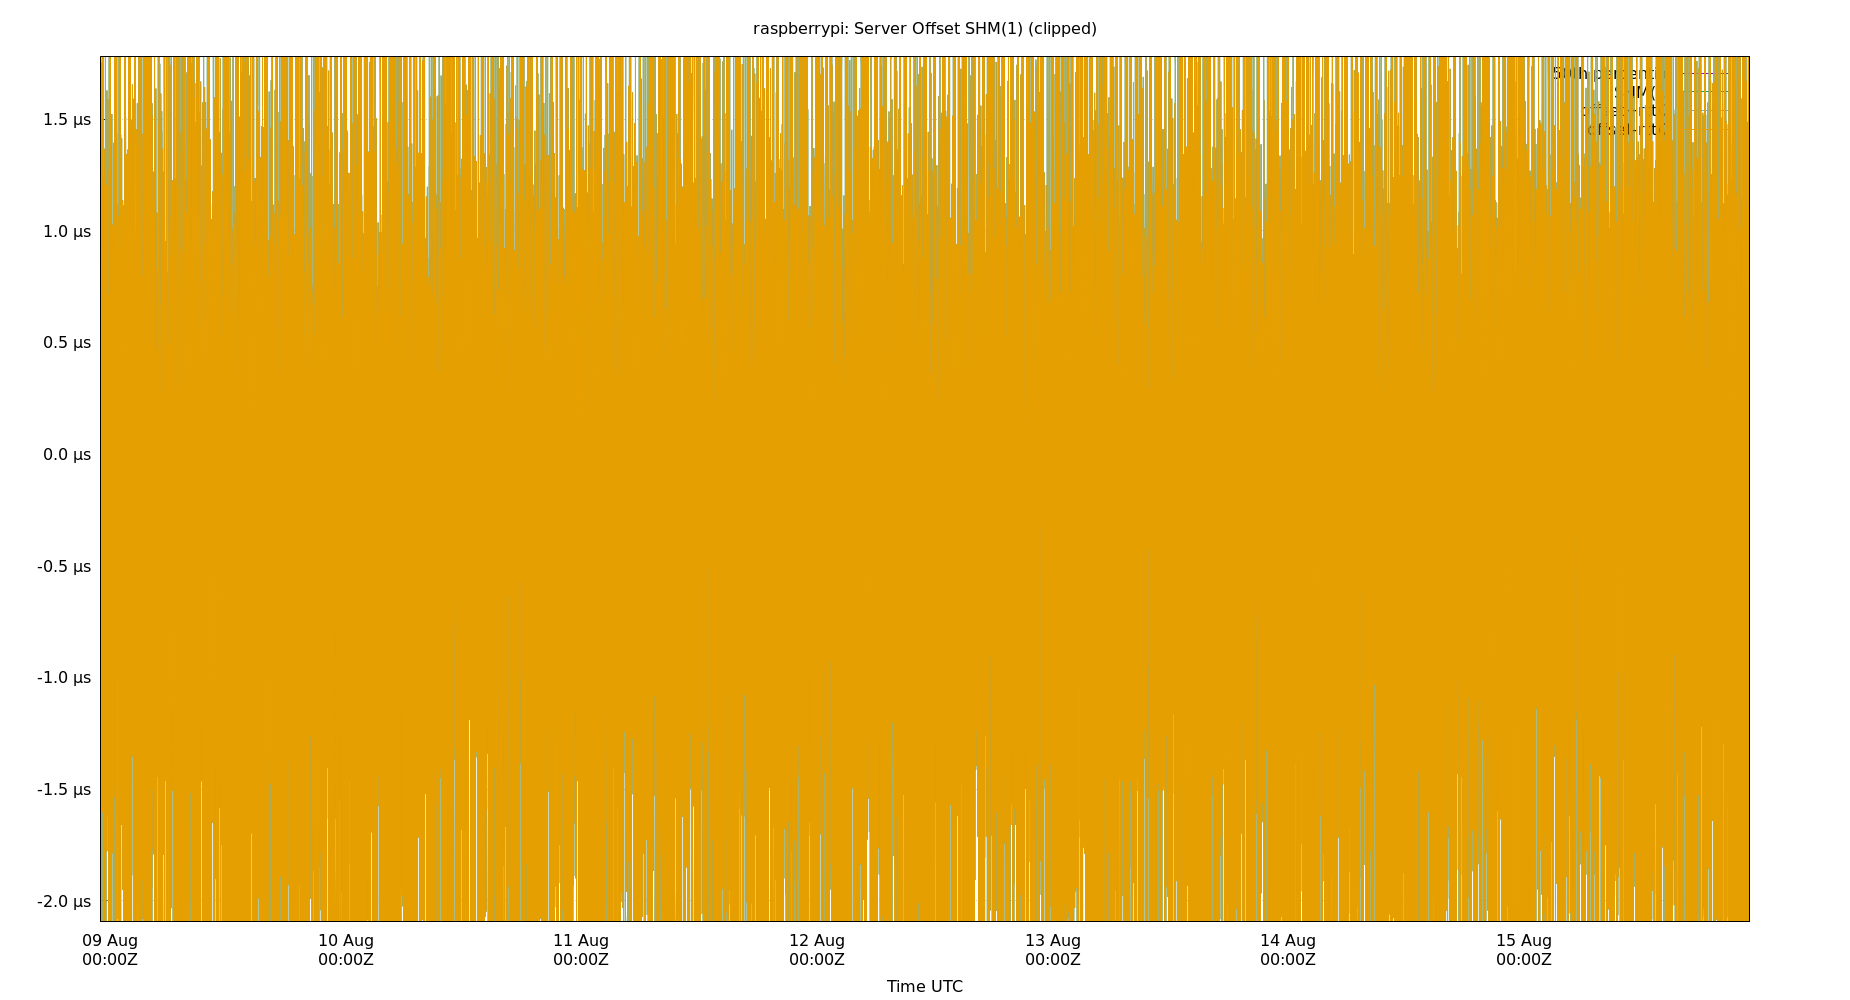 raspberrypi: Server Offset SHM(1) (clipped)
1.5 µs
1.0 µs
0.5 µs
0.0 µs
-0.5 µs
-1.0 µs
-1.5 µs
-2.0 µs
09 Aug
00:00Z
10 Aug
00:00Z
11 Aug
00:00Z
12 Aug
00:00Z
13 Aug
00:00Z
14 Aug
00:00Z
15 Aug
00:00Z
Time UTC